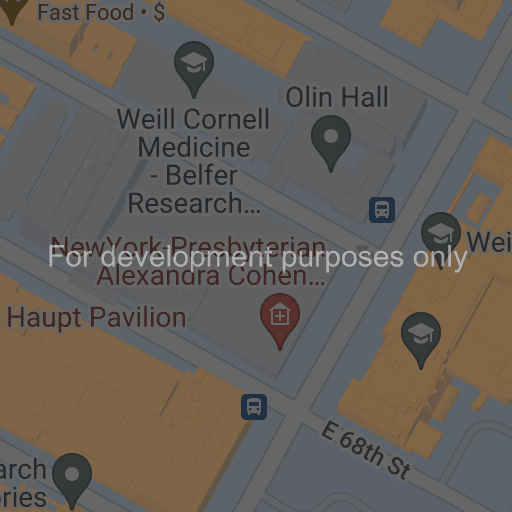 Fast Food • $
Olin Hall
Weill Cornell
Medicine
- Belfer
Research...
Wei
NewYork-Presbyterian
For development purposes only
Alexandra Cohen...
Haupt Pavilion
E 68th St
arch
ries